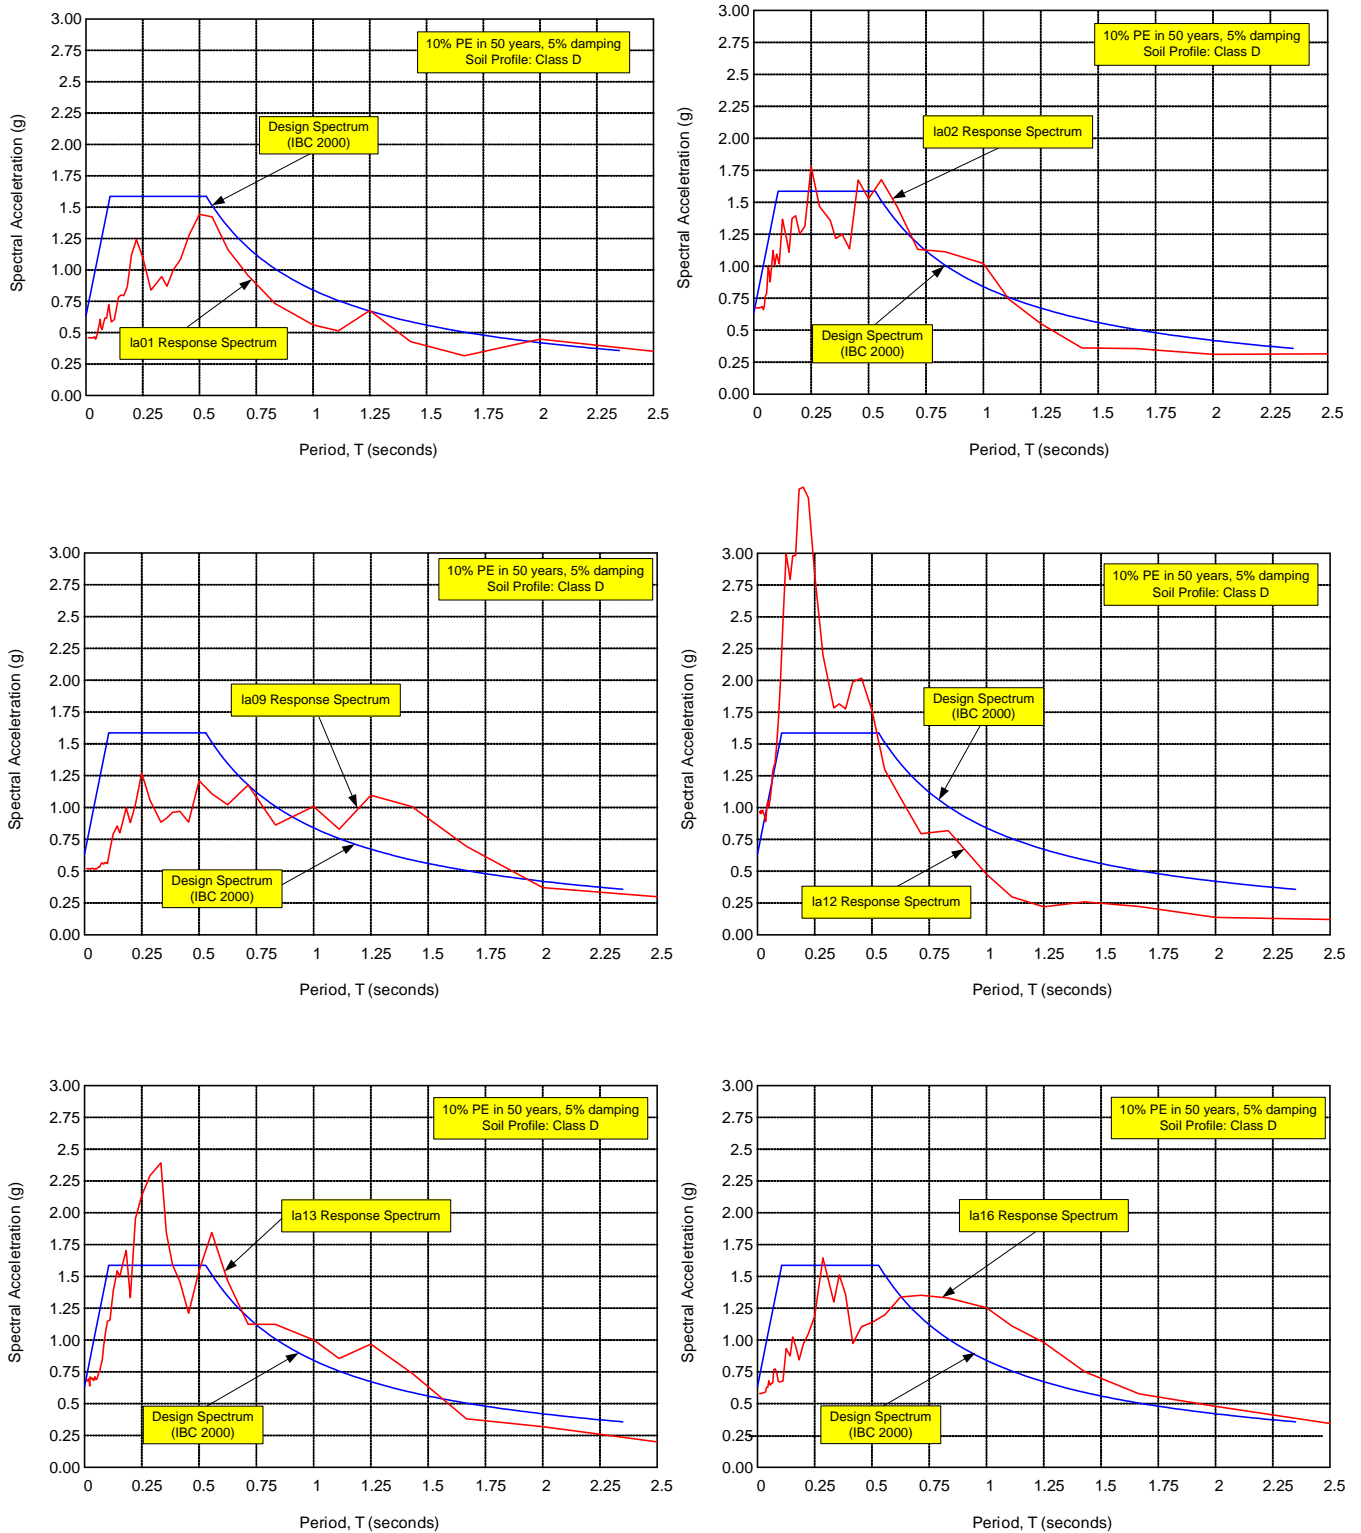 3.00
2.75
2.5
2.25
2.00
1.75
1.5
1.25
1.00
0.75
0.5
0.25
0.00
Spectral Acceletration (g)
10% PE in 50 years, 5% damping
Soil Profile: Class D
Design Spectrum
(IBC 2000)
la01 Response Spectrum
0 0.25 0.5 0.75 1 1.25 1.5 1.75 2 2.25 2.5
Period, T (seconds)
3.00
2.75
2.5
2.25
2.00
1.75
1.5
1.25
1.00
0.75
0.5
0.25
0.00
Spectral Acceletration (g)
10% PE in 50 years, 5% damping
Soil Profile: Class D
la02 Response Spectrum
Design Spectrum
(IBC 2000)
0 0.25 0.5 0.75 1 1.25 1.5 1.75 2 2.25 2.5
Period, T (seconds)
3.00
2.75
2.5
2.25
2.00
1.75
1.5
1.25
1.00
0.75
0.5
0.25
0.00
Spectral Acceletration (g)
10% PE in 50 years, 5% damping
Soil Profile: Class D
la09 Response Spectrum
Design Spectrum
(IBC 2000)
0 0.25 0.5 0.75 1 1.25 1.5 1.75 2 2.25 2.5
Period, T (seconds)
3.00
2.75
2.5
2.25
2.00
1.75
1.5
1.25
1.00
0.75
0.5
0.25
0.00
Spectral Acceletration (g)
10% PE in 50 years, 5% damping
Soil Profile: Class D
Design Spectrum
(IBC 2000)
la12 Response Spectrum
0 0.25 0.5 0.75 1 1.25 1.5 1.75 2 2.25 2.5
Period, T (seconds)
3.00
2.75
2.5
2.25
2.00
1.75
1.5
1.25
1.00
0.75
0.5
0.25
0.00
Spectral Acceletration (g)
10% PE in 50 years, 5% damping
Soil Profile: Class D
la13 Response Spectrum
Design Spectrum
(IBC 2000)
0 0.25 0.5 0.75 1 1.25 1.5 1.75 2 2.25 2.5
Period, T (seconds)
3.00
2.75
2.5
2.25
2.00
1.75
1.5
1.25
1.00
0.75
0.5
0.25
0.00
Spectral Acceletration (g)
10% PE in 50 years, 5% damping
Soil Profile: Class D
la16 Response Spectrum
Design Spectrum
(IBC 2000)
0 0.25 0.5 0.75 1 1.25 1.5 1.75 2 2.25 2.5
Period, T (seconds)